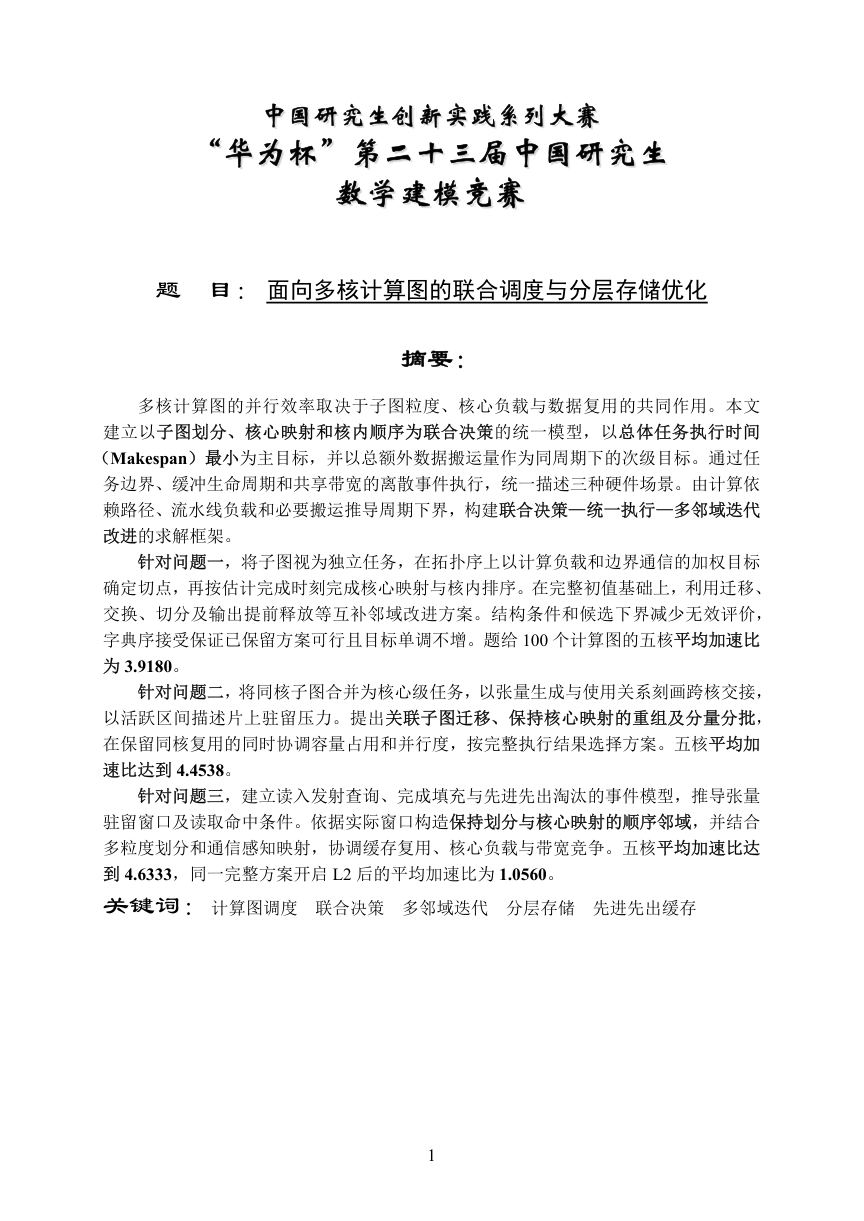 中国研究生创新实践系列大赛
“华为杯”第二十三届中国研究生
数学建模竞赛
题 目： 面向多核计算图的联合调度与分层存储优化
摘要：
多核计算图的并行效率取决于子图粒度、核心负载与数据复用的共同作用。本文
建立以子图划分、核心映射和核内顺序为联合决策的统一模型，以总体任务执行时间
（Makespan）最小为主目标，并以总额外数据搬运量作为同周期下的次级目标。通过任
务边界、缓冲生命周期和共享带宽的离散事件执行，统一描述三种硬件场景。由计算依
赖路径、流水线负载和必要搬运推导周期下界，构建联合决策—统一执行—多邻域迭代
改进的求解框架。
针对问题一，将子图视为独立任务，在拓扑序上以计算负载和边界通信的加权目标
确定切点，再按估计完成时刻完成核心映射与核内排序。在完整初值基础上，利用迁移、
交换、切分及输出提前释放等互补邻域改进方案。结构条件和候选下界减少无效评价，
字典序接受保证已保留方案可行且目标单调不增。题给 100 个计算图的五核平均加速比
为 3.9180。
针对问题二，将同核子图合并为核心级任务，以张量生成与使用关系刻画跨核交接，
以活跃区间描述片上驻留压力。提出关联子图迁移、保持核心映射的重组及分量分批，
在保留同核复用的同时协调容量占用和并行度，按完整执行结果选择方案。五核平均加
速比达到 4.4538。
针对问题三，建立读入发射查询、完成填充与先进先出淘汰的事件模型，推导张量
驻留窗口及读取命中条件。依据实际窗口构造保持划分与核心映射的顺序邻域，并结合
多粒度划分和通信感知映射，协调缓存复用、核心负载与带宽竞争。五核平均加速比达
到 4.6333，同一完整方案开启 L2 后的平均加速比为 1.0560。
关键词： 计算图调度 联合决策 多邻域迭代 分层存储 先进先出缓存
1